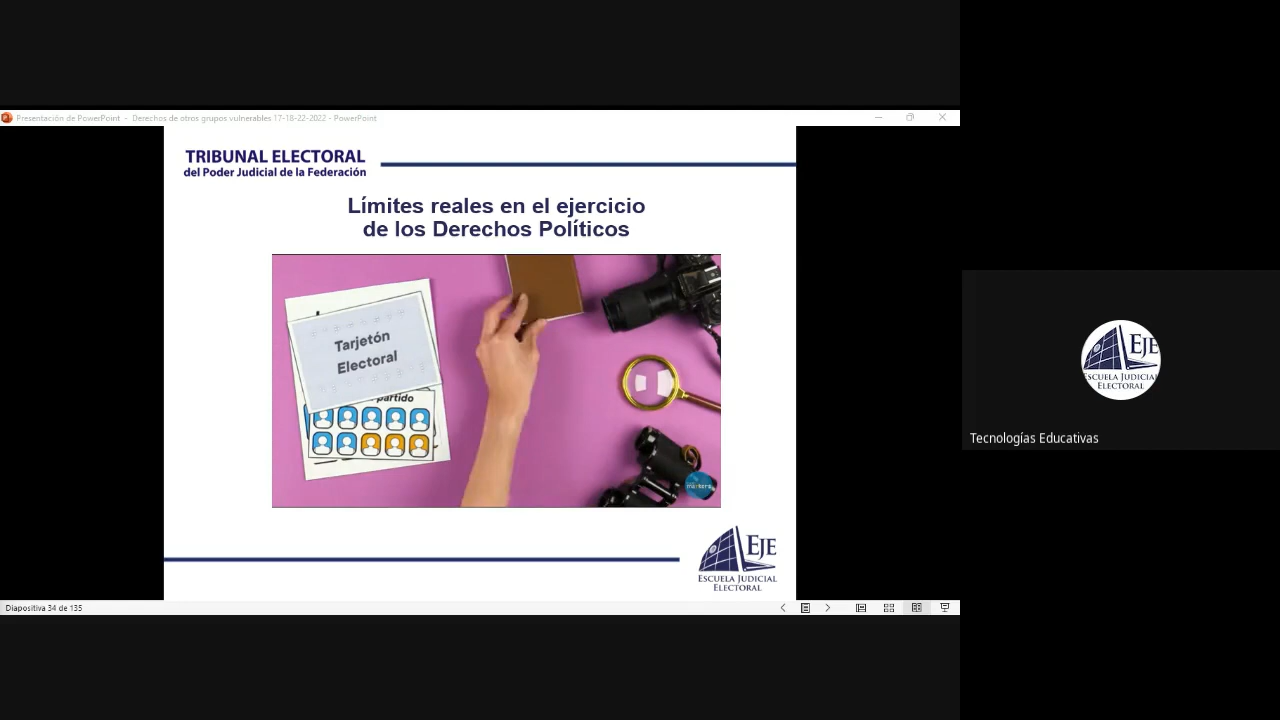 Presentación de PowerPoint - Derechos de otros grupos vulnerables 17-18-22-2022 - PowerPoint
TRIBUNAL ELECTORAL
del Poder Judicial de la Federación
Límites reales en el ejercicio
de los Derechos Políticos
Tarjetón
Electoral
partido
EJE
ESCUELA JUDICIAL
ELECTORAL
Diapositiva 34 de 135
EJE
ESCUELA JUDICIAL
ELECTORAL
Tecnologías Educativas